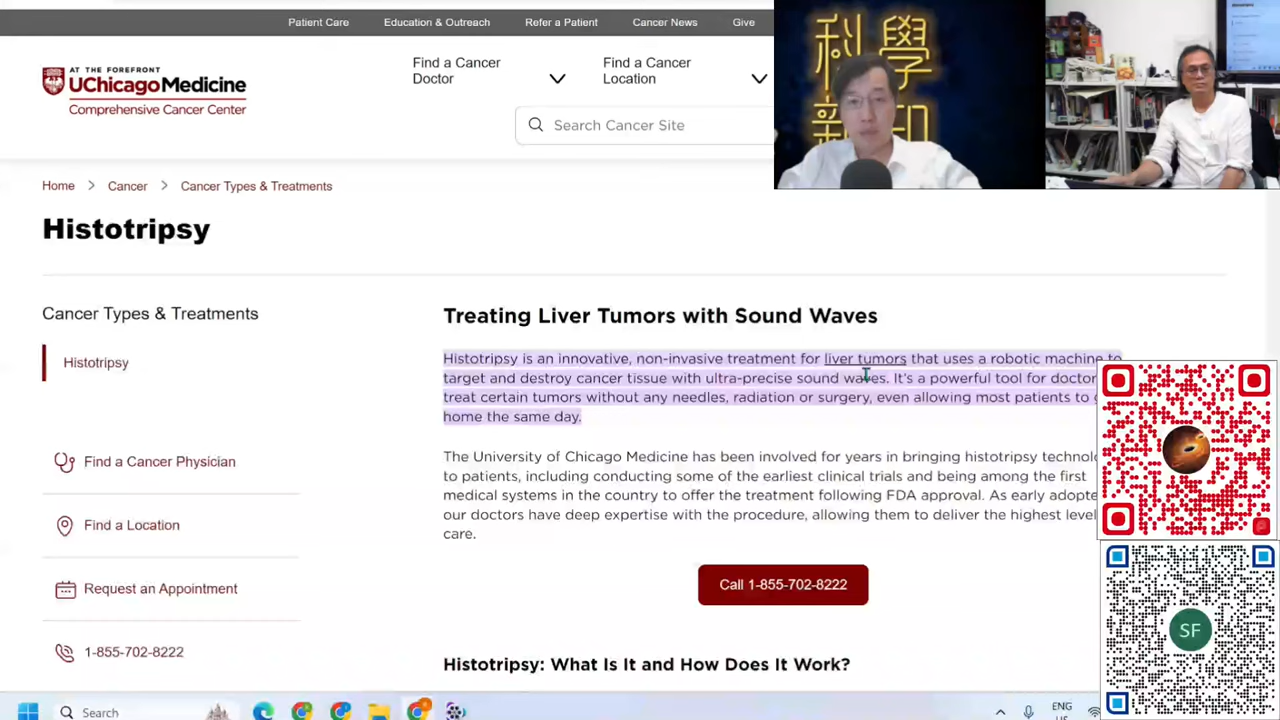 Patient Care Education & Outreach Refer a Patient Cancer News Give
AT THE FOREFRONT
UChicago Medicine
Comprehensive Cancer Center
Find a Cancer Doctor
Find a Cancer Location
Search Cancer Site
科學
新知
Home > Cancer > Cancer Types & Treatments
Histotripsy
Cancer Types & Treatments
Histotripsy
Find a Cancer Physician
Find a Location
Request an Appointment
1-855-702-8222
Treating Liver Tumors with Sound Waves
Histotripsy is an innovative, non-invasive treatment for liver tumors that uses a robotic machine to
target and destroy cancer tissue with ultra-precise sound waves. It's a powerful tool for doctor
treat certain tumors without any needles, radiation or surgery, even allowing most patients to
home the same day.
The University of Chicago Medicine has been involved for years in bringing histotripsy technolo
to patients, including conducting some of the earliest clinical trials and being among the first
medical systems in the country to offer the treatment following FDA approval. As early adopte
our doctors have deep expertise with the procedure, allowing them to deliver the highest level
care.
Call 1-855-702-8222
Histotripsy: What Is It and How Does It Work?
SF
Search
ENG